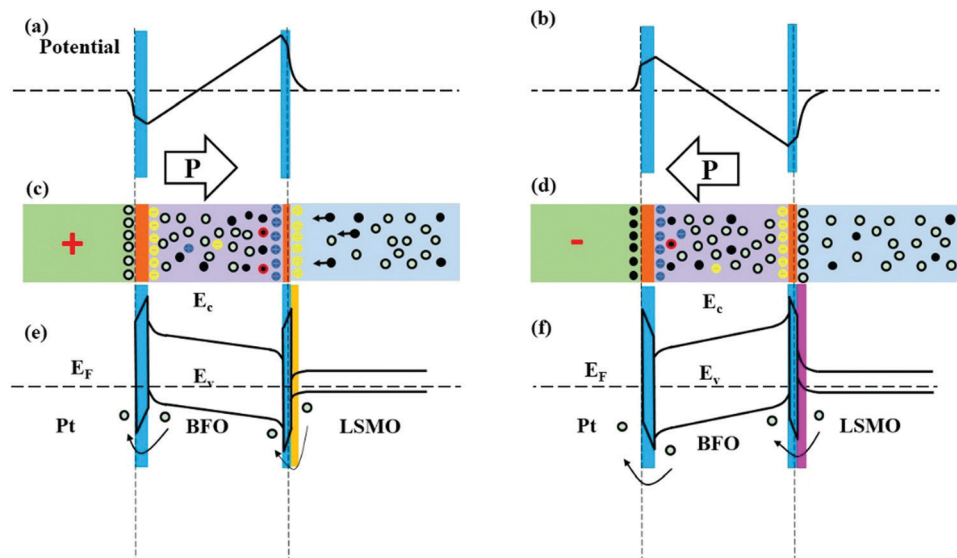 (a)
Potential
P
(c)
+
E_c
(e)
E_F
E_v
Pt
BFO
LSMO
(b)
P
(d)
-
E_c
(f)
E_F
E_v
Pt
BFO
LSMO